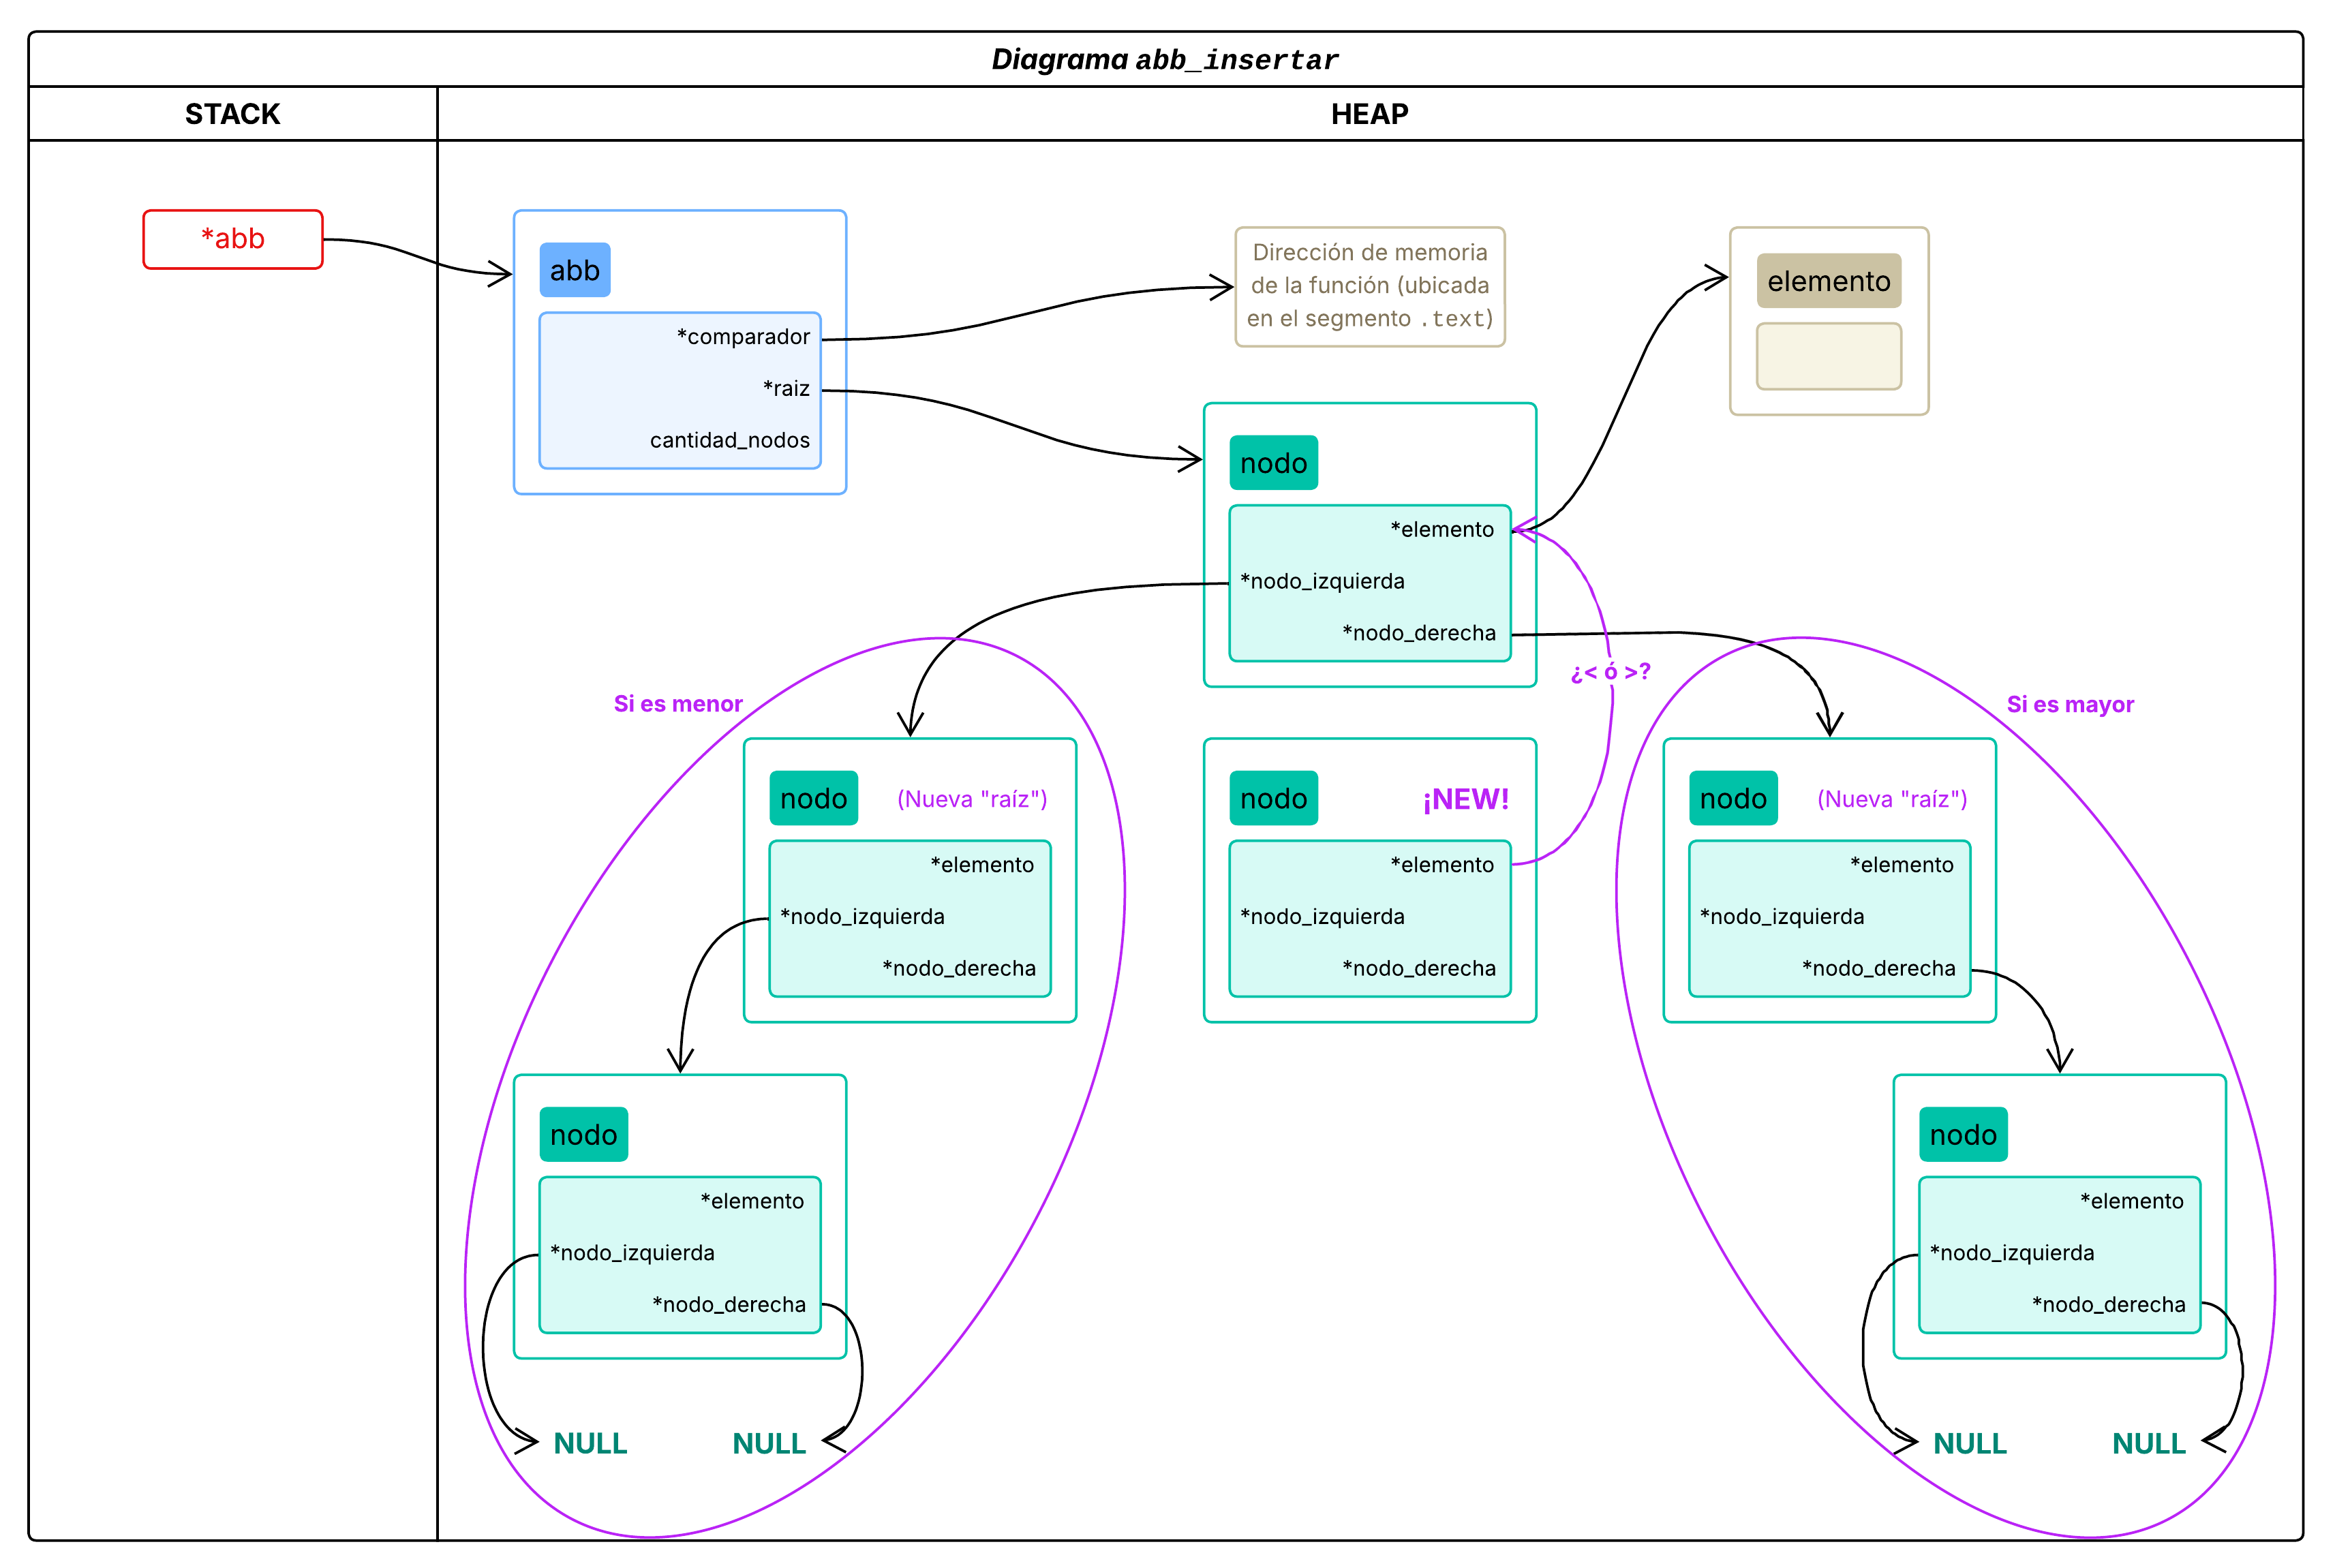 Diagrama abb_insertar
STACK
HEAP
*abb
abb
*comparador
*raiz
cantidad_nodos
Dirección de memoria
de la función (ubicada
en el segmento .text)
elemento
nodo
*elemento
*nodo_izquierda
*nodo_derecha
¿< ó >?
Si es menor
Si es mayor
nodo
(Nueva "raíz")
*elemento
*nodo_izquierda
*nodo_derecha
nodo
¡NEW!
*elemento
*nodo_izquierda
*nodo_derecha
nodo
(Nueva "raíz")
*elemento
*nodo_izquierda
*nodo_derecha
nodo
*elemento
*nodo_izquierda
*nodo_derecha
NULL
NULL
nodo
*elemento
*nodo_izquierda
*nodo_derecha
NULL
NULL